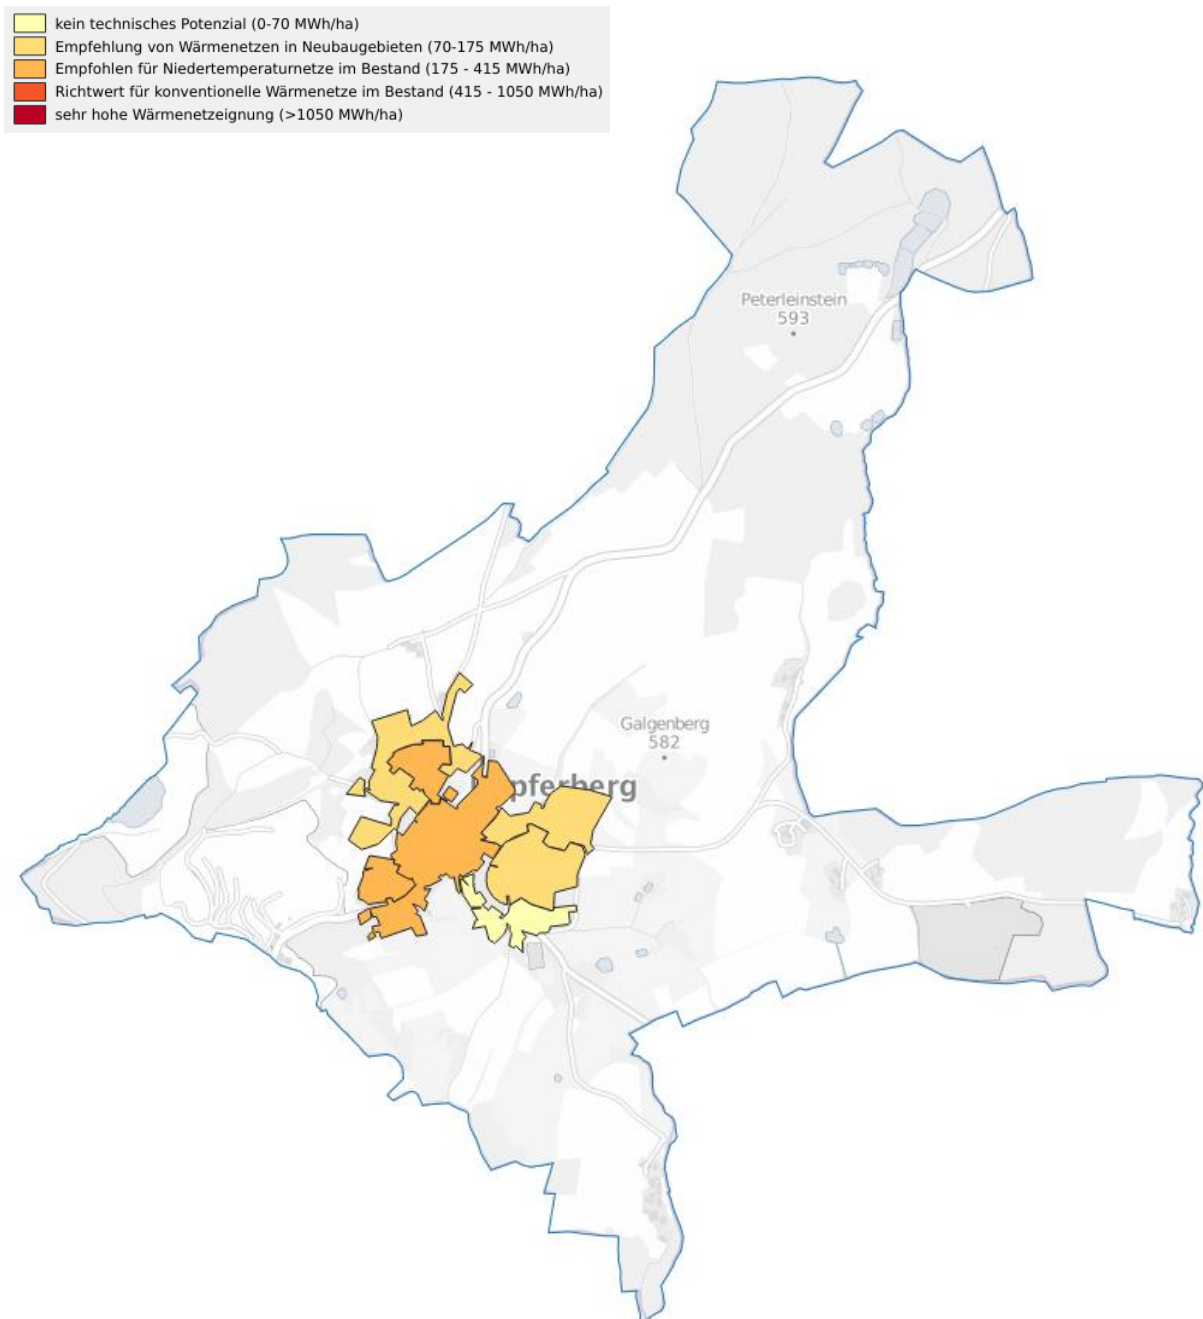 kein technisches Potenzial (0-70 MWh/ha)
Empfehlung von Wärmenetzen in Neubaugebieten (70-175 MWh/ha)
Empfohlen für Niedertemperaturnetze im Bestand (175 - 415 MWh/ha)
Richtwert für konventionelle Wärmenetze im Bestand (415 - 1050 MWh/ha)
sehr hohe Wärmenetzeignung (>1050 MWh/ha)
Peterleinstein
593
Galgenberg
582
pferberg